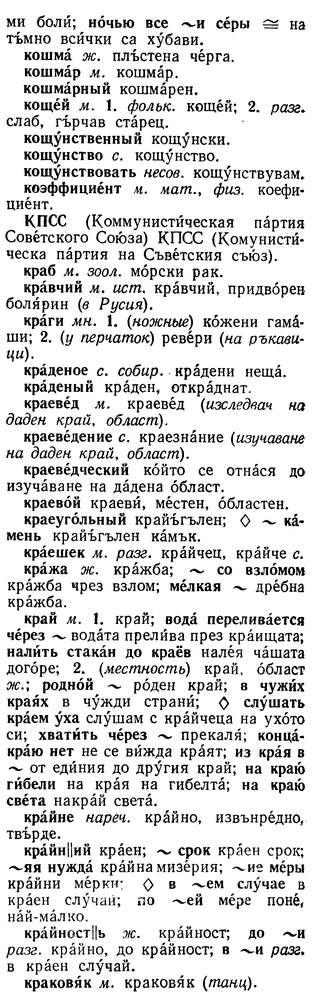 ми боли́; но́чью все ~и се́ры ≅ на
тъ́мно всички са ху́бави.
кошма́ ж. плъ́стена че́рга.
кошма́р м. кошма́р.
кошма́рный кошма́рен.
коще́й м. 1. фольк. коще́й; 2. разг.
слаб, гъ́рчав ста́рец.
кощу́нственный кощу́нски.
кощу́нство с. кощу́нство.
кощу́нствовать несов. кощу́нствувам.
коэффицие́нт м. мат., физ. коефи-
цие́нт.
КПСС (Коммунисти́ческая па́ртия
Сове́тского Сою́за) КПСС (Комунисти́-
ческа па́ртия на Съве́тския съю́з).
краб м. зоол. мо́рски рак.
кра́вчий м. ист. кра́вчий, придво́рен
боля́рин (в Русия).
кра́ги мн. 1. (ножные) ко́жени гама́-
ши; 2. (у перчаток) реве́ри (на ръкави-
ци).
кра́деное с. собир. кра́дени неща́.
кра́деный кра́ден, откра́днат.
краеве́д м. краеве́д (изследвач на
даден край, област).
краеве́дение с. краезна́ние (изучаване
на даден край, област).
краеве́дческий ко́йто се отна́ся до
изуча́ване на да́дена о́бласт.
краево́й краеви́, ме́стен, о́бластен.
краеуго́льный крайъ́гълен; ◊ ~ ка́-
мень крайъ́гълен ка́мък.
кра́ешек м. разг. кра́йчец, кра́йче с.
кра́жа ж. кра́жба; ~ со взло́мом
кра́жба чрез взлом; ме́лкая ~ дре́бна
кра́жба.
край м. 1. край; вода́ перелива́ется
че́рез ~ вода́та прели́ва през краи́щата;
нали́ть стака́н до краёв нале́я ча́шата
дого́ре; 2. (местность) край, о́бласт
ж.; родно́й ~ ро́ден край; в чужи́х
края́х в чу́жди страни́; ◊ слу́шать
кра́ем у́ха слу́шам с кра́йчеца на ухо́то
си; хвати́ть че́рез ~ прекаля́; конца́-
кра́ю нет не се ви́жда кра́ят; из кра́я в
~ от еди́ния до дру́гия край; на краю́
ги́бели на кра́я на ги́белта; на краю́
све́та накра́й света́.
кра́йне нареч. кра́йно, извънре́дно,
твъ́рде.
кра́йн||ий кра́ен; ~ срок кра́ен срок;
~яя нужда́ кра́йна мизе́рия; ~ие ме́ры
кра́йни ме́рки; ◊ в ~ем слу́чае в
кра́ен слу́чай; по ~ей ме́ре поне́,
на́й-ма́лко.
кра́йност||ь ж. кра́йност; до ~и
разг. кра́йно, до кра́йност; в ~и разг.
в кра́ен слу́чай.
краковя́к м. краковя́к (танц).